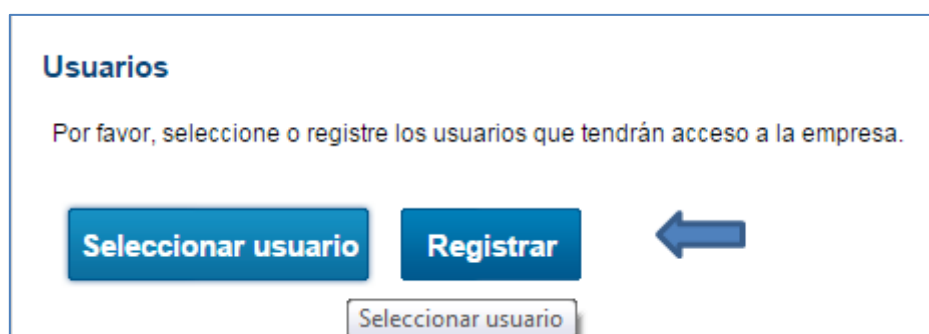 Usuarios
Por favor, seleccione o registre los usuarios que tendrán acceso a la empresa.
Seleccionar usuario Registrar
Seleccionar usuario